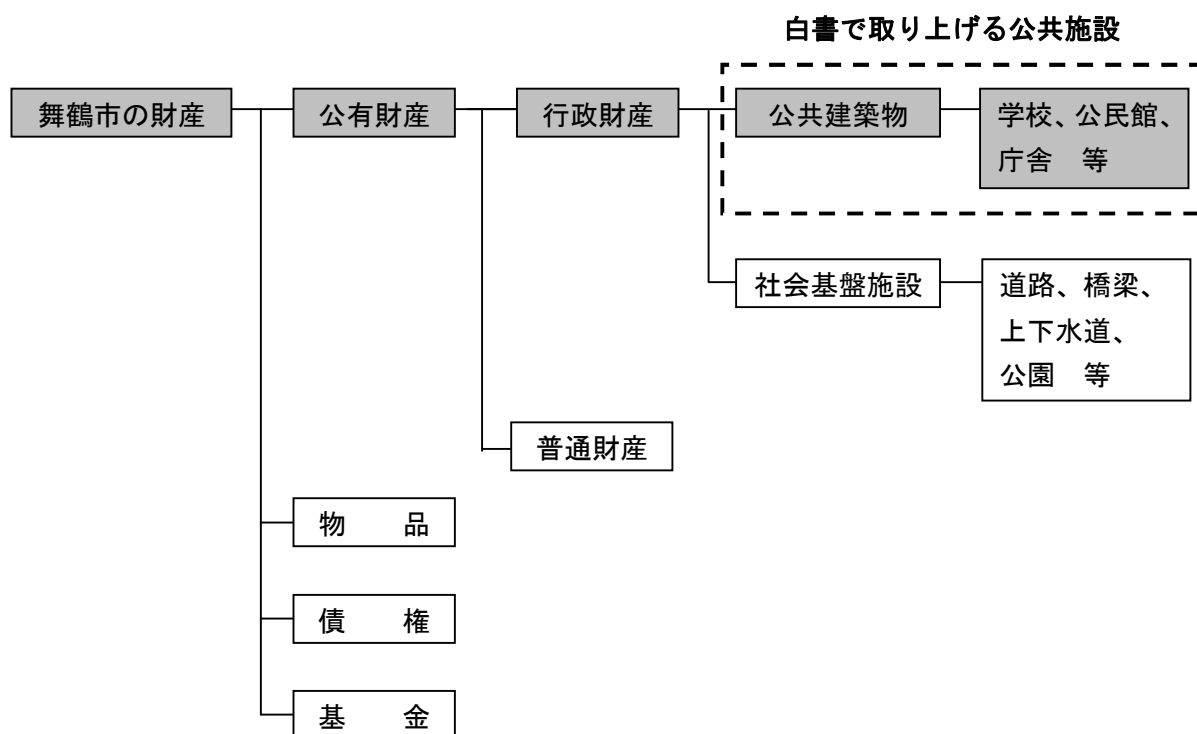 白書で取り上げる公共施設
舞鶴市の財産
公有財産
行政財産
公共建築物
学校、公民館、
庁舎　等
社会基盤施設
道路、橋梁、
上下水道、
公園　等
普通財産
物　　品
債　　権
基　　金